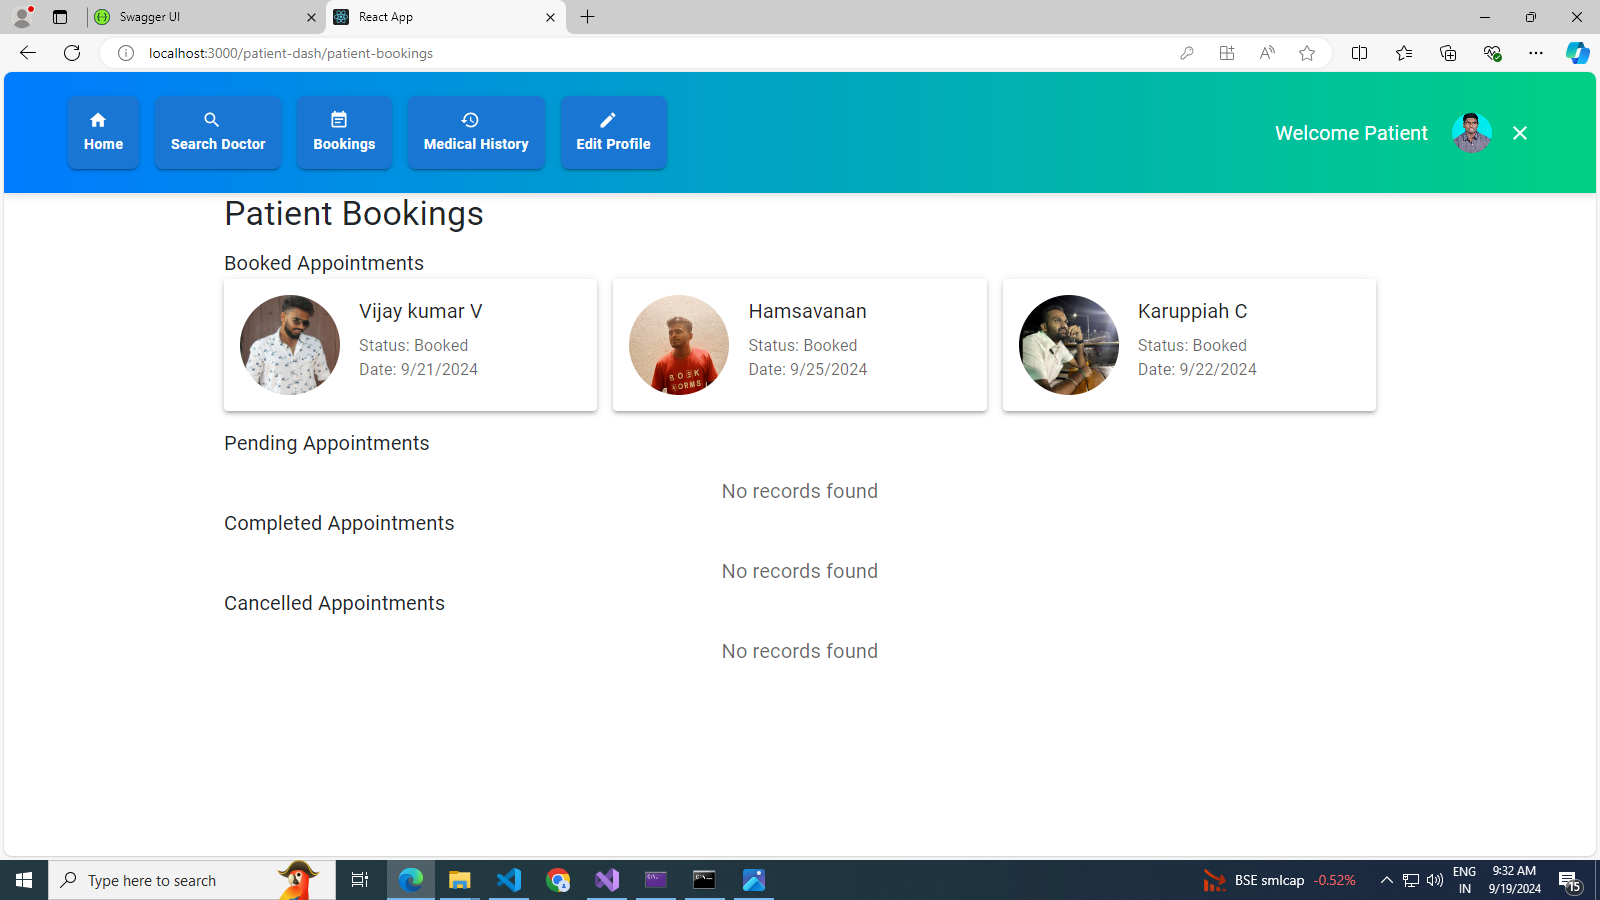 Swagger UI
React App
localhost:3000/patient-dash/patient-bookings
Home
Search Doctor
Bookings
Medical History
Edit Profile
Welcome Patient
Patient Bookings
Booked Appointments
Vijay kumar V
Status: Booked
Date: 9/21/2024
Hamsavanan
Status: Booked
Date: 9/25/2024
BOOK
WORMS
Karuppiah C
Status: Booked
Date: 9/22/2024
Pending Appointments
No records found
Completed Appointments
No records found
Cancelled Appointments
No records found
Type here to search
BSE smlcap -0.52%
ENG
IN
9:32 AM
9/19/2024
15